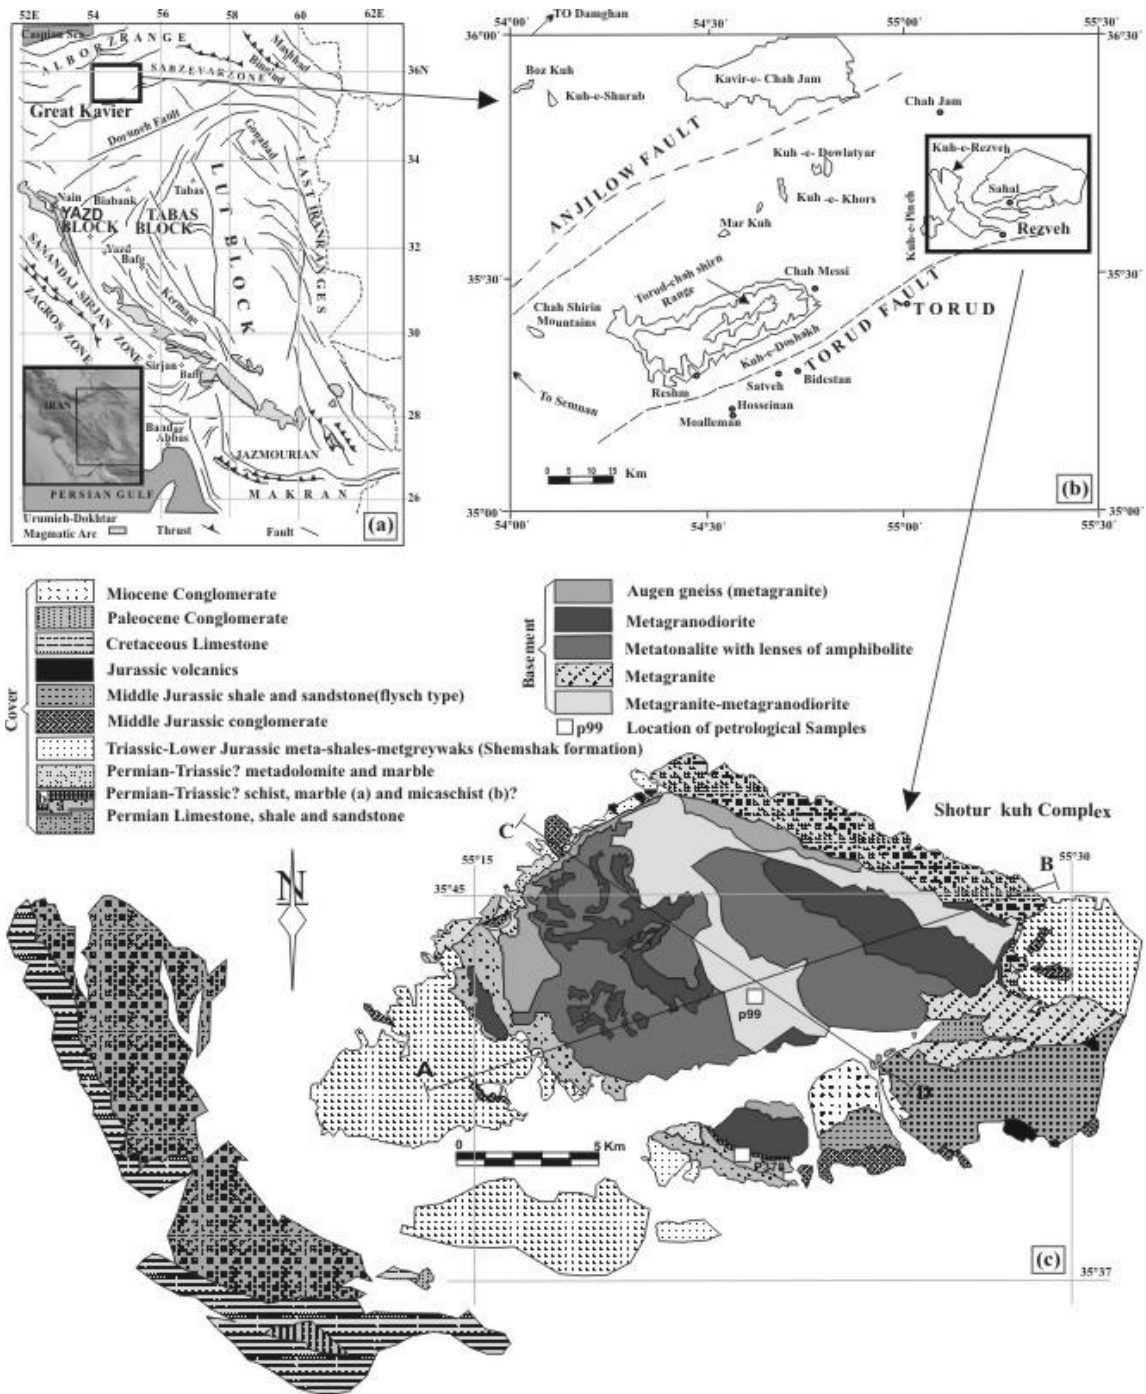 52E 54 56 58 60 62E
Caspian Sea
ALBORZ RANGE
SABZEVAR ZONE
Binalud
Mashhad
36N
Great Kavier
Doruneh Fault
Gonabad
34
Tabas
Nain
Biabank
YAZD
BLOCK
TABAS
BLOCK
LUT BLOCK
EAST IRAN RANGES
32
Yazd
Bafg
SANANDAJ-SIRJAN ZONE
ZAGROS ZONE
Kermage
30
Sirjan
Baft
IRAN
28
Bandar
Abbas
JAZMOURIAN
PERSIAN GULF
MAKRAN
26
Urumieh-Dokhtar
Magmatic Arc
Thrust
Fault
(a)
54°00' 54°30' 55°00' 55°30'
TO Damghan
36°00'
35°30'
Boz Kuh
Kuh-e-Shurab
Kavir-e- Chah Jam
Chah Jam
ANJILOW FAULT
Kuh -e- Dowlatyar
Kuh -e- Khors
Mar Kuh
Kuh-e-Pineh
Kuh-e-Rezveh
Sahal
Rezveh
35°30'
35°30'
Torud-chah shirn
Range
Chah Messi
Chah Shirin
Mountains
Kuh-e-Doshakh
TORUD FAULT
TORUD
Reshm
Satveh
Bidestan
To Semnan
Hosseinan
Moalleman
0 5 10 15 Km
(b)
35°00'
35°00'
54°00' 54°30' 55°00' 55°30'
Cover
Miocene Conglomerate
Paleocene Conglomerate
Cretaceous Limestone
Jurassic volcanics
Middle Jurassic shale and sandstone(flysch type)
Middle Jurassic conglomerate
Triassic-Lower Jurassic meta-shales-metgreywaks (Shemshak formation)
Permian-Triassic? metadolomite and marble
Permian-Triassic? schist, marble (a) and micaschist (b)?
Permian Limestone, shale and sandstone
Basement
Augen gneiss (metagranite)
Metagranodiorite
Metatonalite with lenses of amphibolite
Metagranite
Metagranite-metagranodiorite
p99 Location of petrological Samples
Shotur kuh Complex
C
B
55°15
55°30
35°45
N
p99
A
D
0 5 Km
(c)
35°37